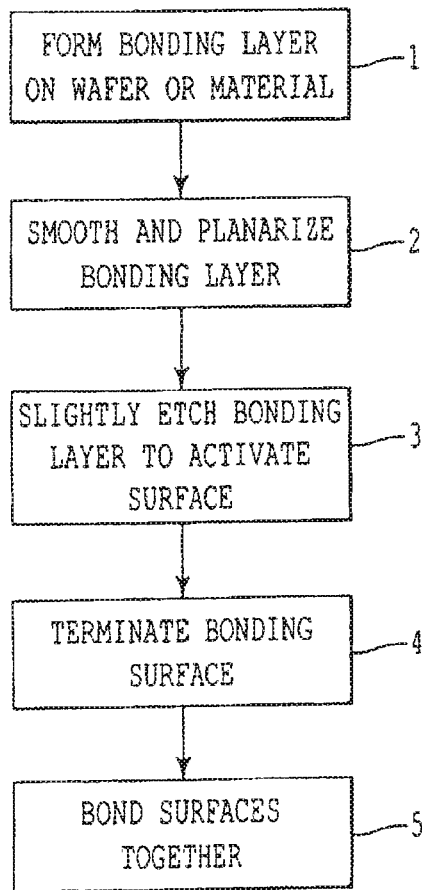 FORM BONDING LAYER
ON WAFER OR MATERIAL
1
SMOOTH AND PLANARIZE
BONDING LAYER
2
SLIGHTLY ETCH BONDING
LAYER TO ACTIVATE
SURFACE
3
TERMINATE BONDING
SURFACE
4
BOND SURFACES
TOGETHER
5